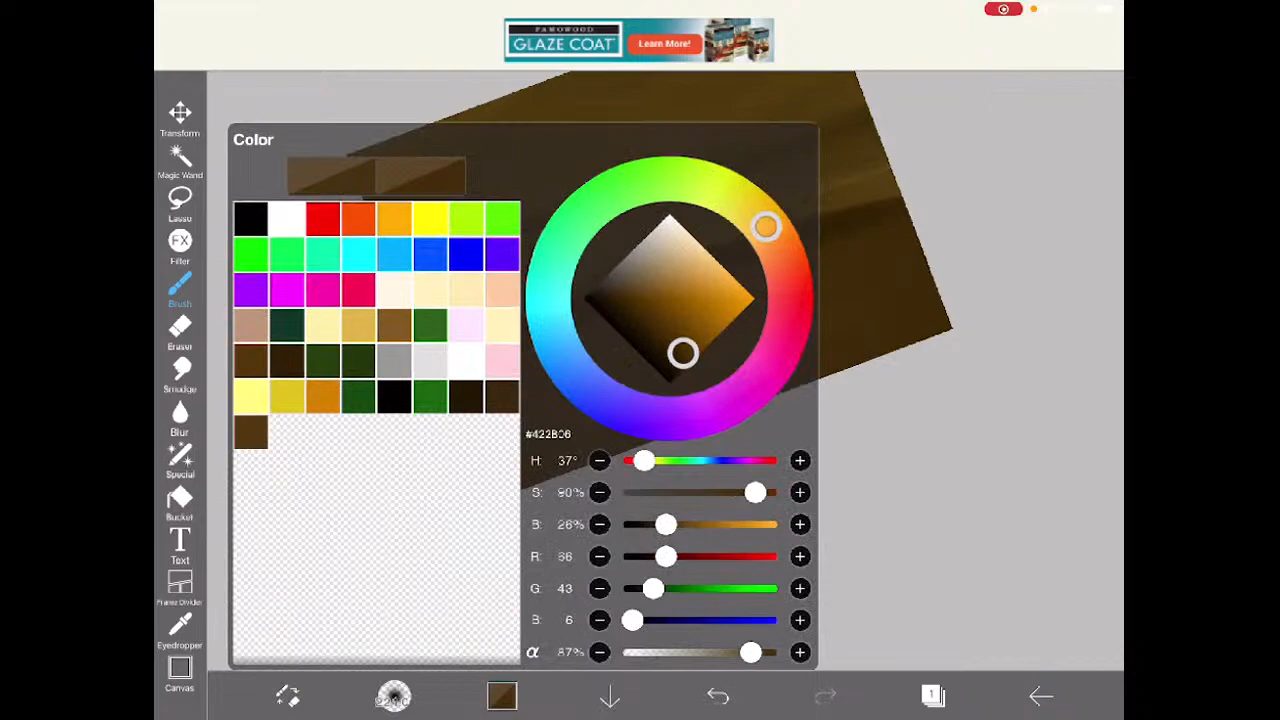 FAMOWOOD
GLAZE COAT
Learn More!
Transform
Magic Wand
Lasso
FX
Filter
Brush
Eraser
Smudge
Blur
Special
Bucket
T
Text
Frame Divider
Eyedropper
Canvas
Color
#422B06
H: 37°
S: 90%
B: 26%
R: 66
G: 43
B: 6
α 87%
1